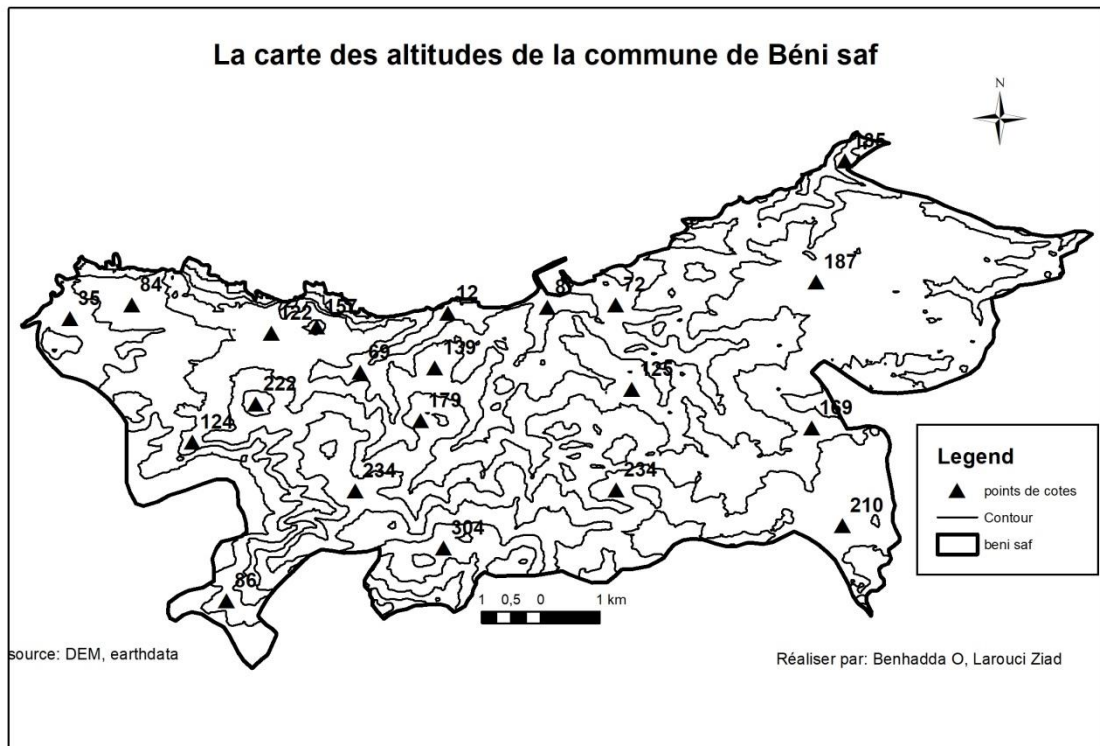 La carte des altitudes de la commune de Béni saf
N
135
187
35
84
122
157
12
8
72
69
139
125
222
179
124
169
234
234
210
304
86
Legend
points de cotes
Contour
beni saf
1 0,5 0 1 km
source: DEM, earthdata
Réaliser par: Benhadda O, Larouci Ziad